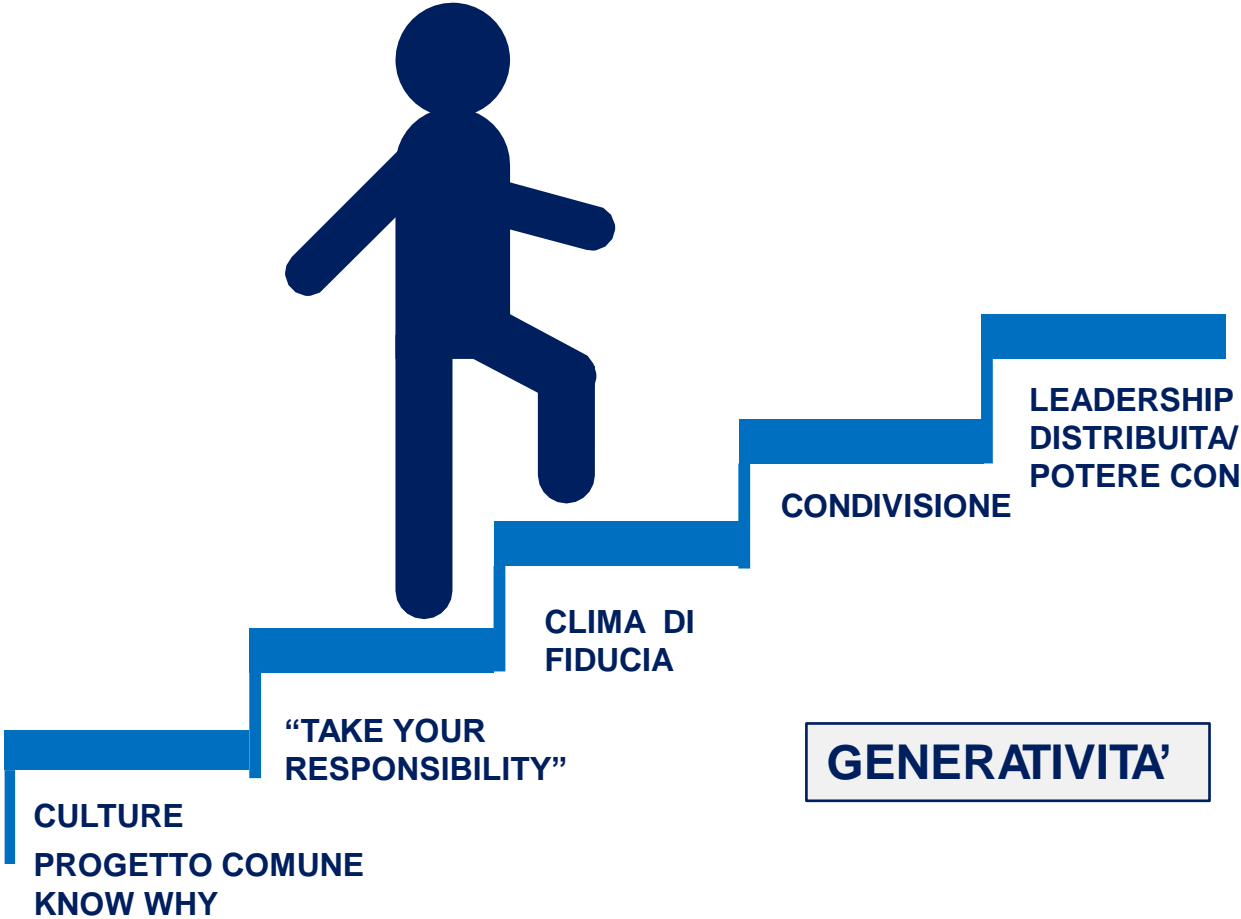 LEADERSHIP
DISTRIBUITA/
POTERE CON
CONDIVISIONE
CLIMA DI
FIDUCIA
“TAKE YOUR
RESPONSIBILITY”
GENERATIVITA’
CULTURE
PROGETTO COMUNE
KNOW WHY